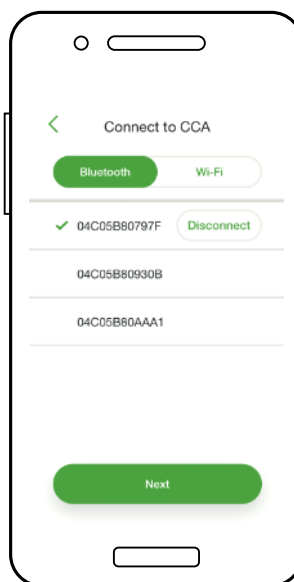 Connect to CCA
Bluetooth Wi-Fi
04C05B80797F Disconnect
04C05B80930B
04C05B80AAA1
Next